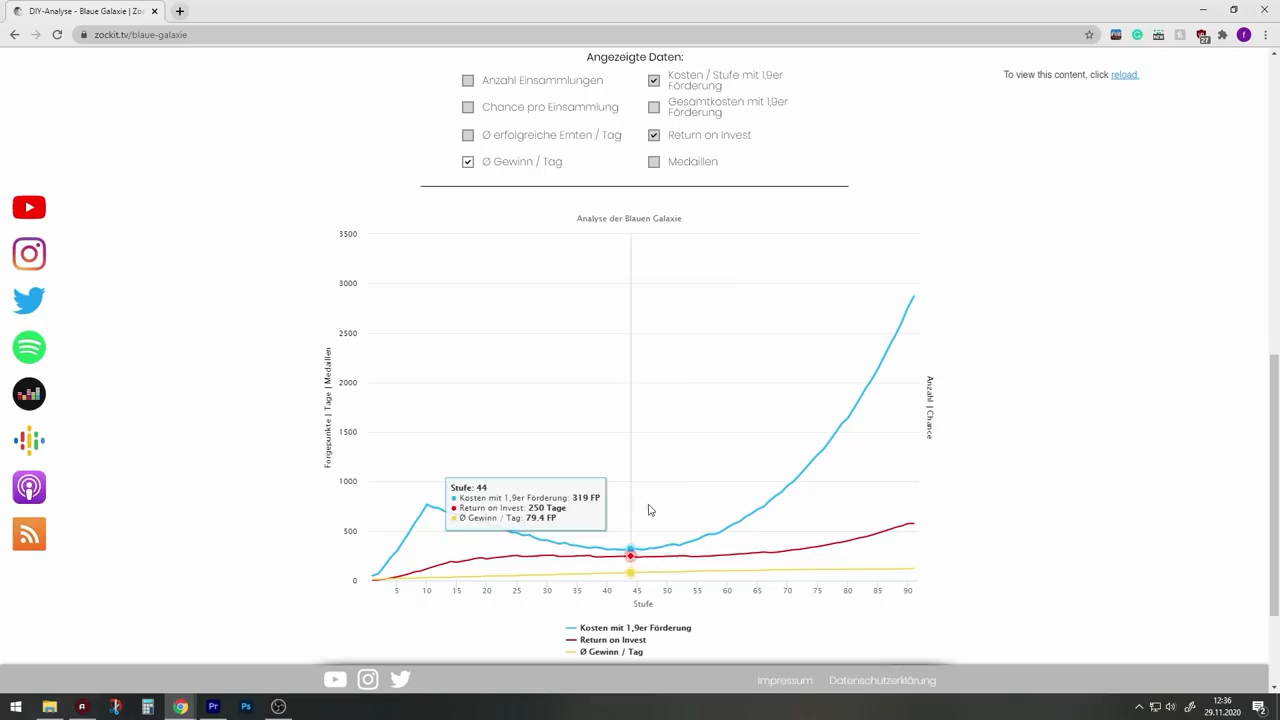 DIY-Analyse - Blaue Galaxie | Zo
zockit.tv/blaue-galaxie
27
f
To view this content, click reload.
Angezeigte Daten:
Anzahl Einsammlungen
Kosten / Stufe mit 1,9er
Förderung
Chance pro Einsammlung
Gesamtkosten mit 1,9er
Förderung
Ø erfolgreiche Ernten / Tag
Return on Invest
Ø Gewinn / Tag
Medaillen
Analyse der Blauen Galaxie
3500
3000
2500
2000
1500
1000
500
0
Forgepunkte | Tage | Medaillen
Anzahl | Chance
Stufe: 44
Kosten mit 1,9er Förderung: 319 FP
Return on Invest: 250 Tage
Ø Gewinn / Tag: 79.4 FP
5 10 15 20 25 30 35 40 45 50 55 60 65 70 75 80 85 90
Stufe
Kosten mit 1,9er Förderung
Return on Invest
Ø Gewinn / Tag
Impressum
Datenschutzerklärung
Pr
Ps
12:36
29.11.2020
2